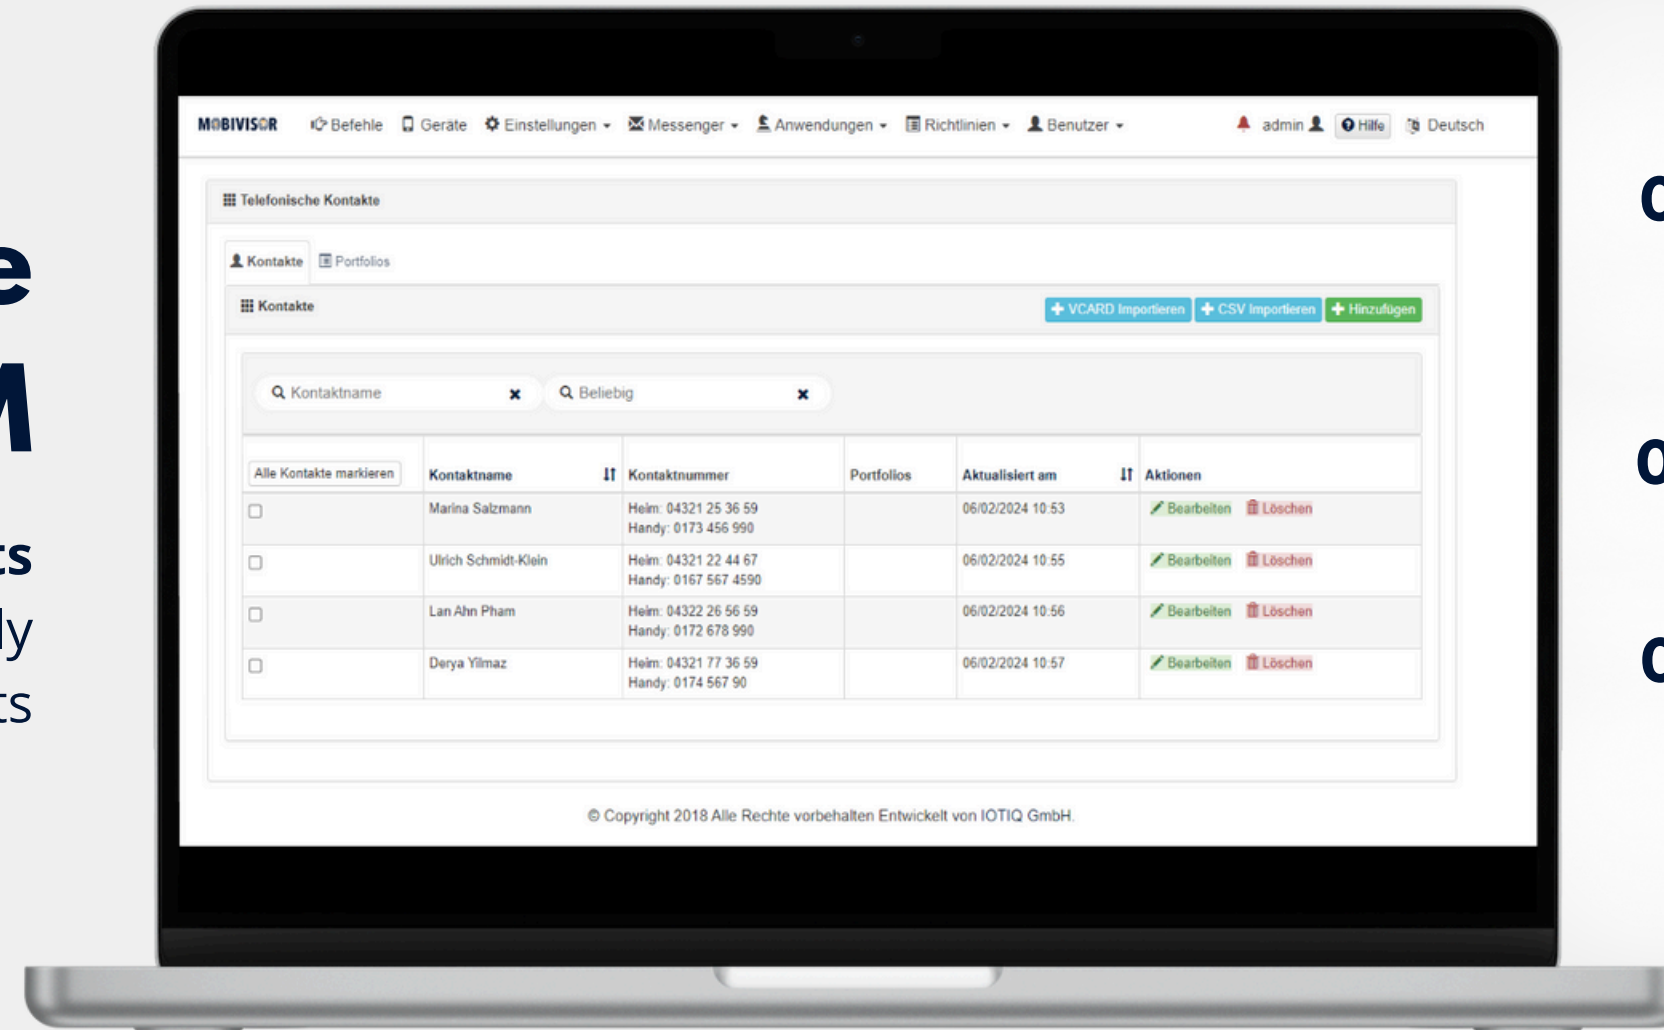 e
M
ts
ly
ts
MOBIVISOR Befehle Geräte Einstellungen Messenger Anwendungen Richtlinien Benutzer admin Hilfe Deutsch
Telefonische Kontakte
Kontakte Portfolios
Kontakte + VCARD Importieren + CSV Importieren + Hinzufügen
Kontaktname Beliebig
Alle Kontakte markieren Kontaktname Kontaktnummer Portfolios Aktualisiert am Aktionen
Marina Salzmann Heim: 04321 25 36 59 06/02/2024 10:53 Bearbeiten Löschen
Handy: 0173 456 990
Ulrich Schmidt-Klein Heim: 04321 22 44 67 06/02/2024 10:55 Bearbeiten Löschen
Handy: 0167 567 4590
Lan Ahn Pham Heim: 04322 26 56 59 06/02/2024 10:56 Bearbeiten Löschen
Handy: 0172 678 990
Derya Yilmaz Heim: 04321 77 36 59 06/02/2024 10:57 Bearbeiten Löschen
Handy: 0174 567 90
© Copyright 2018 Alle Rechte vorbehalten Entwickelt von IOTIQ GmbH.